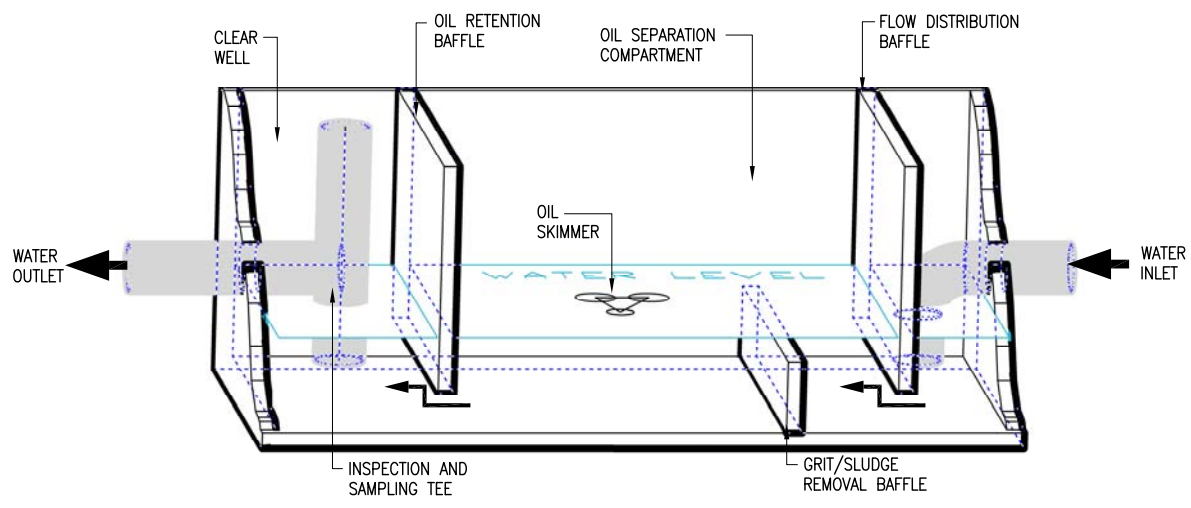 CLEAR
WELL
OIL RETENTION
BAFFLE
OIL SEPARATION
COMPARTMENT
FLOW DISTRIBUTION
BAFFLE
OIL
SKIMMER
WATER
OUTLET
WATER LEVEL
WATER
INLET
INSPECTION AND
SAMPLING TEE
GRIT/SLUDGE
REMOVAL BAFFLE